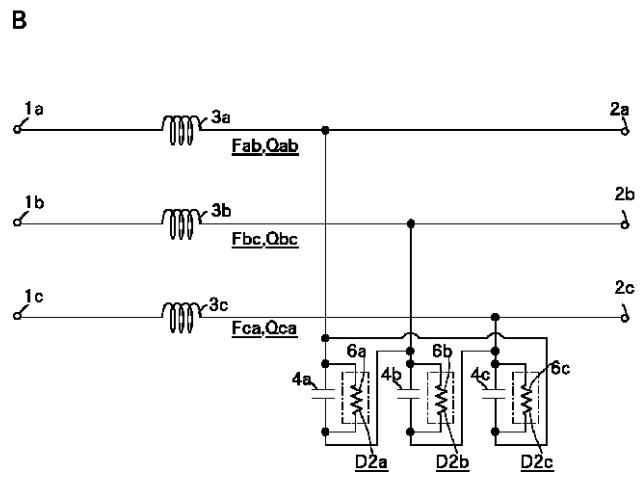 B
1a 3a 2a
Fab,Qab
1b 3b 2b
Fbc,Qbc
1c 3c 2c
Fca,Qca
6a 6b 6c
4a 4b 4c
D2a D2b D2c